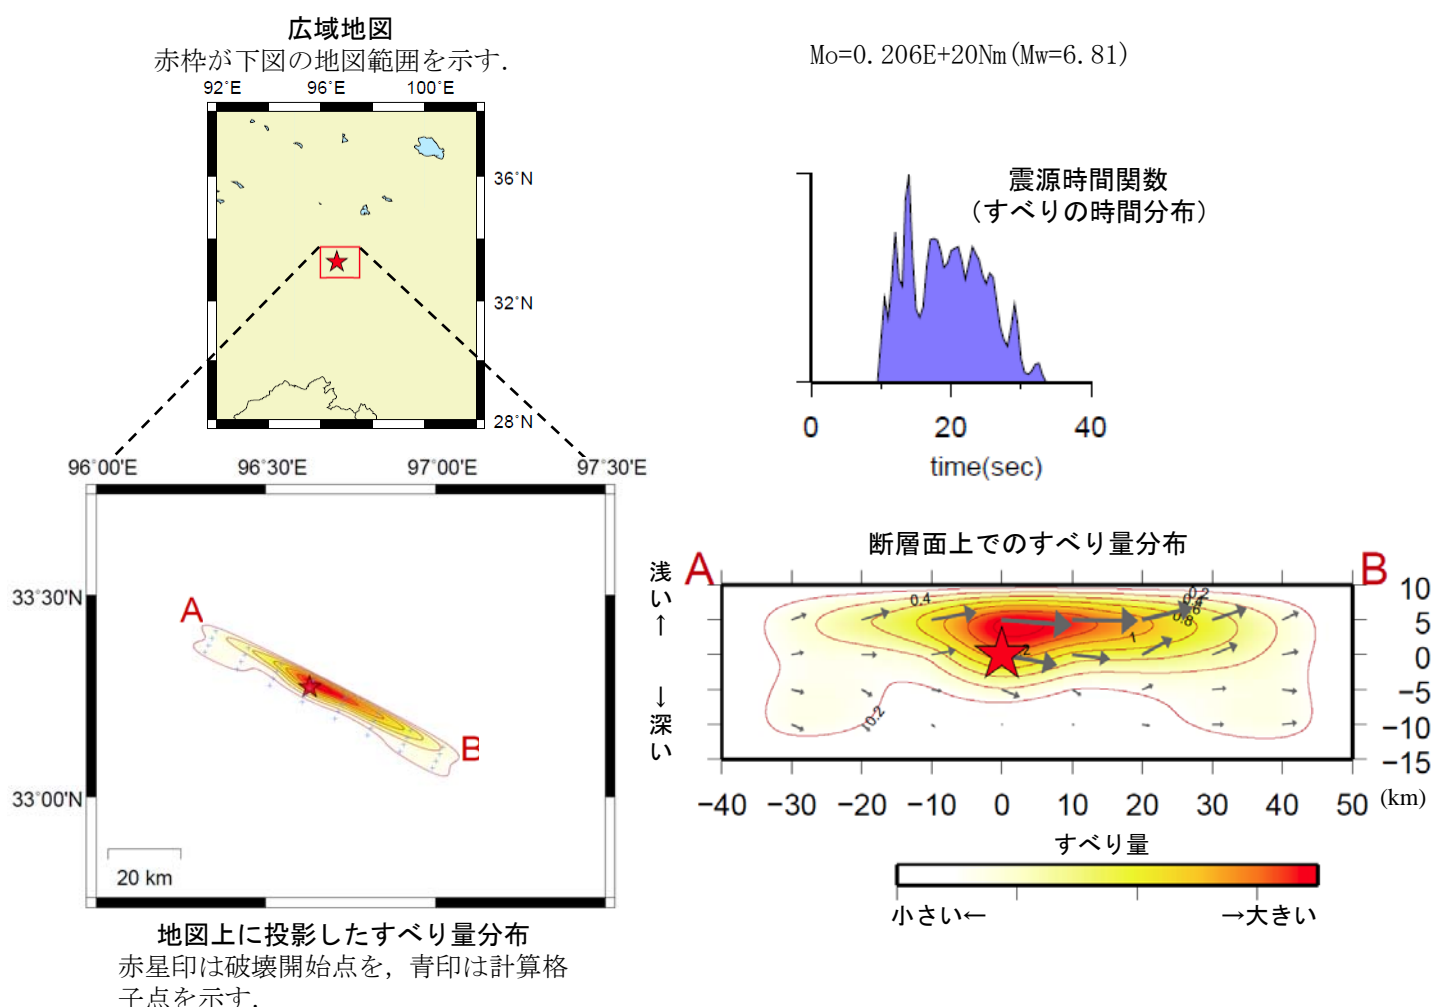 広域地図
赤枠が下図の地図範囲を示す.
92°E 96°E 100°E
36°N
32°N
28°N
Mo=0.206E+20Nm(Mw=6.81)
震源時間関数
（すべりの時間分布）
0 20 40
time(sec)
96°00'E 96°30'E 97°00'E 97°30'E
33°30'N
33°00'N
A
B
20 km
地図上に投影したすべり量分布
赤星印は破壊開始点を, 青印は計算格
子点を示す.
断層面上でのすべり量分布
A
B
浅い↑
↓深い
0.4
0.2
0.8
1
2
0.2
10
5
0
−5
−10
−15
−40 −30 −20 −10 0 10 20 30 40 50 (km)
すべり量
小さい← →大きい